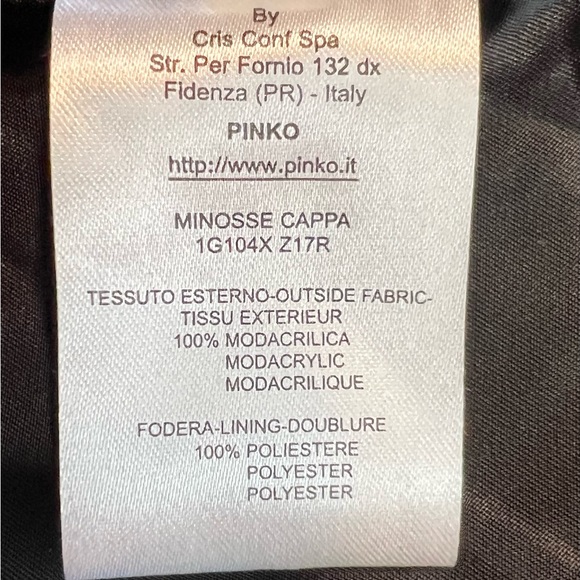 By
Cris Conf Spa
Str. Per Fornio 132 dx
Fidenza (PR) - Italy
PINKO
http://www.pinko.it
MINOSSE CAPPA
1G104X Z17R
TESSUTO ESTERNO-OUTSIDE FABRIC-
TISSU EXTERIEUR
100% MODACRILICA
MODACRYLIC
MODACRILIQUE
FODERA-LINING-DOUBLURE
100% POLIESTERE
POLYESTER
POLYESTER